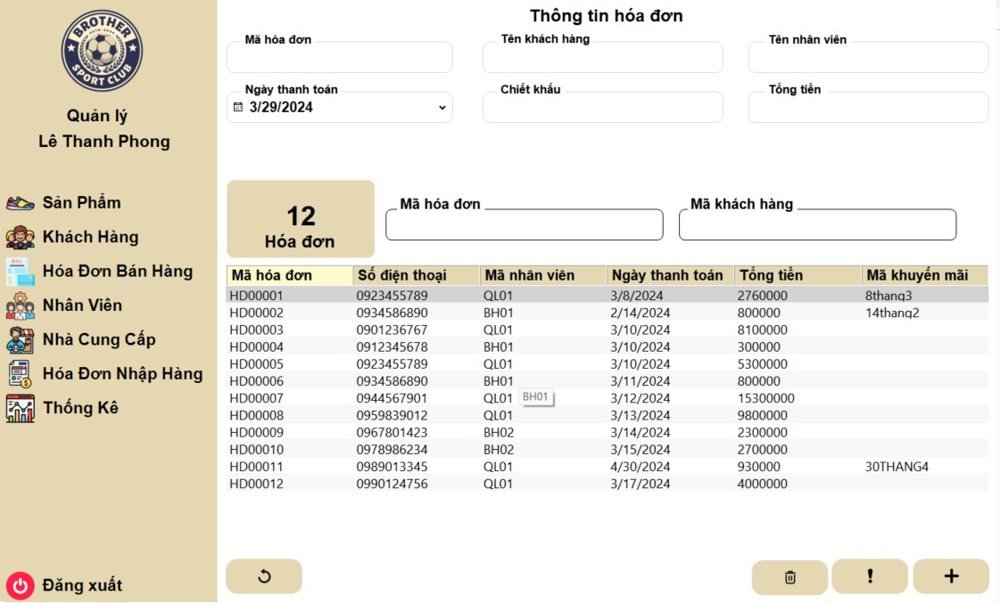 BROTHER
ESTD-2024
SPORT CLUB
Quản lý
Lê Thanh Phong
Sản Phẩm
Khách Hàng
Hóa Đơn Bán Hàng
Nhân Viên
Nhà Cung Cấp
Hóa Đơn Nhập Hàng
Thống Kê
Đăng xuất
Thông tin hóa đơn
Mã hóa đơn Tên khách hàng Tên nhân viên
Ngày thanh toán Chiết khấu Tổng tiền
3/29/2024
12
Hóa đơn
Mã hóa đơn Mã khách hàng
Mã hóa đơn Số điện thoại Mã nhân viên Ngày thanh toán Tổng tiền Mã khuyến mãi
HD00001 0923455789 QL01 3/8/2024 2760000 8thang3
HD00002 0934586890 BH01 2/14/2024 800000 14thang2
HD00003 0901236767 QL01 3/10/2024 8100000
HD00004 0912345678 BH01 3/10/2024 300000
HD00005 0923455789 QL01 3/10/2024 5300000
HD00006 0934586890 BH01 3/11/2024 800000
HD00007 0944567901 QL01 BH01 3/12/2024 15300000
HD00008 0959839012 QL01 3/13/2024 9800000
HD00009 0967801423 BH02 3/14/2024 2300000
HD00010 0978986234 BH02 3/15/2024 2700000
HD00011 0989013345 QL01 4/30/2024 930000 30THANG4
HD00012 0990124756 QL01 3/17/2024 4000000